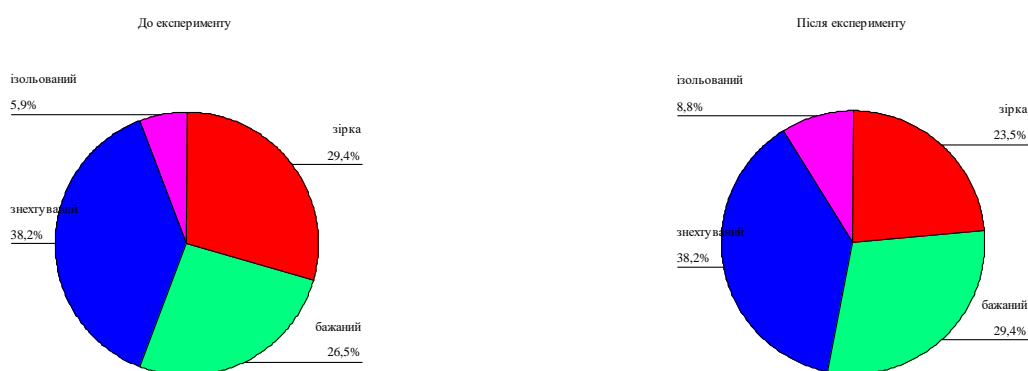 До експерименту
ізольований
5,9%
зірка
29,4%
знехтуваний
38,2%
бажаний
26,5%
Після експерименту
ізольований
8,8%
зірка
23,5%
знехтуваний
38,2%
бажаний
29,4%